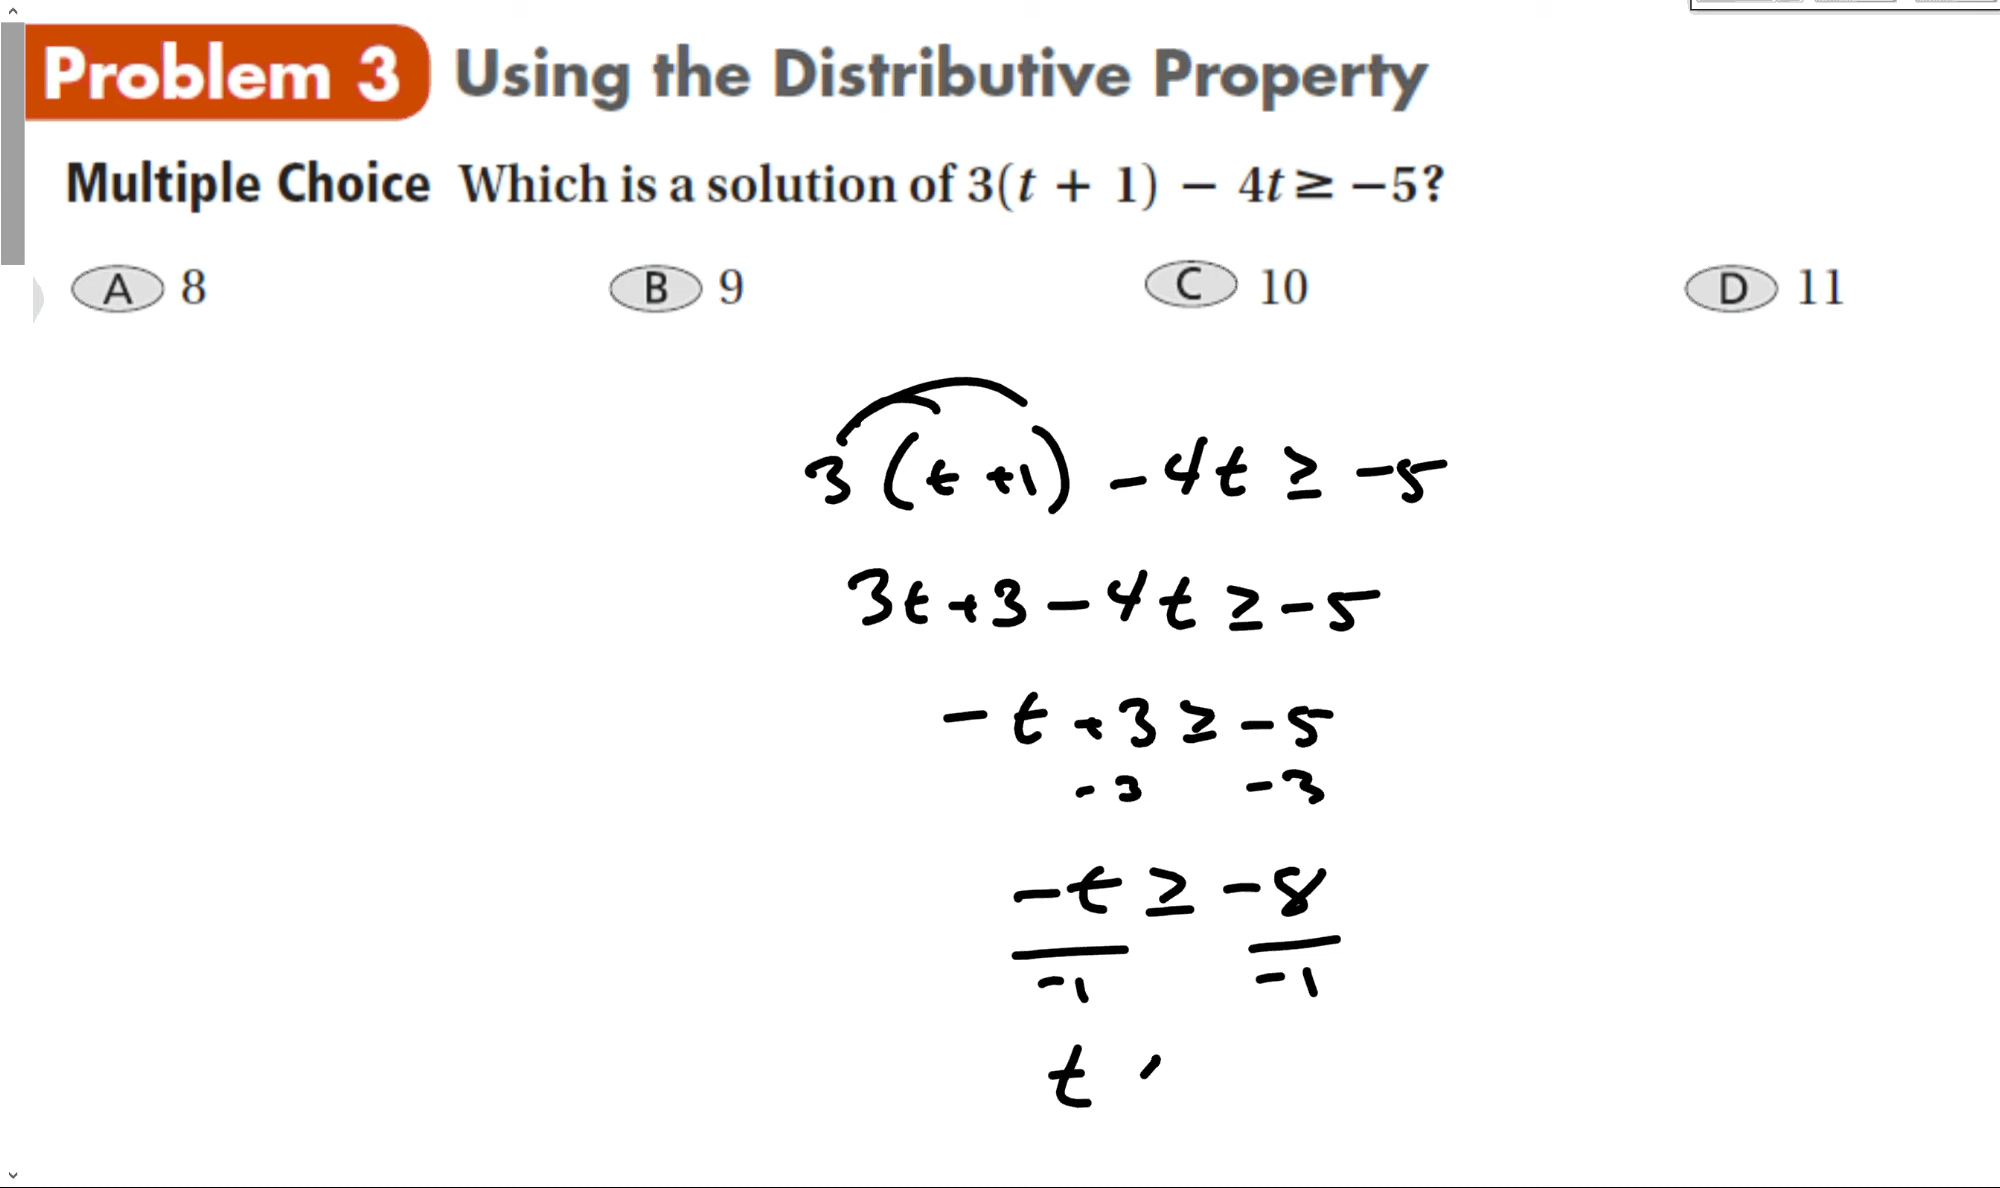 Problem 3 Using the Distributive Property
Multiple Choice Which is a solution of 3(t + 1) − 4t ≥ −5?
A 8 B 9 C 10 D 11
3(t+1) -4t ≥ -5
3t+3-4t ≥ -5
-t+3 ≥ -5
-3 -3
-t ≥ -8
-1 -1
t